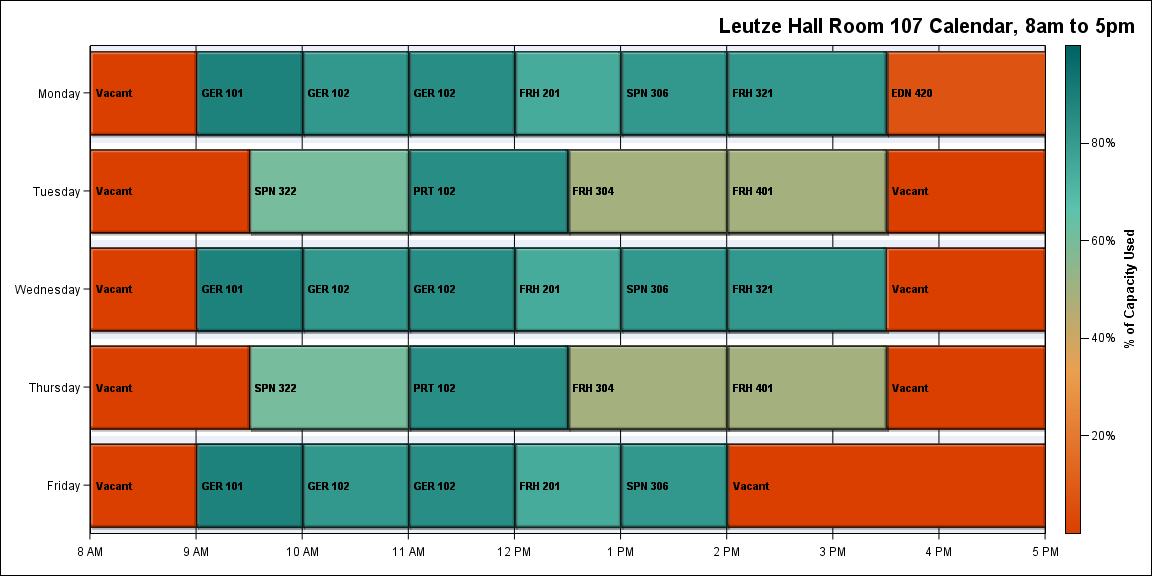 Leutze Hall Room 107 Calendar, 8am to 5pm
Monday
Vacant
GER 101
GER 102
GER 102
FRH 201
SPN 306
FRH 321
EDN 420
Tuesday
Vacant
SPN 322
PRT 102
FRH 304
FRH 401
Vacant
Wednesday
Vacant
GER 101
GER 102
GER 102
FRH 201
SPN 306
FRH 321
Vacant
Thursday
Vacant
SPN 322
PRT 102
FRH 304
FRH 401
Vacant
Friday
Vacant
GER 101
GER 102
GER 102
FRH 201
SPN 306
Vacant
8 AM
9 AM
10 AM
11 AM
12 PM
1 PM
2 PM
3 PM
4 PM
5 PM
80%
60%
40%
20%
% of Capacity Used